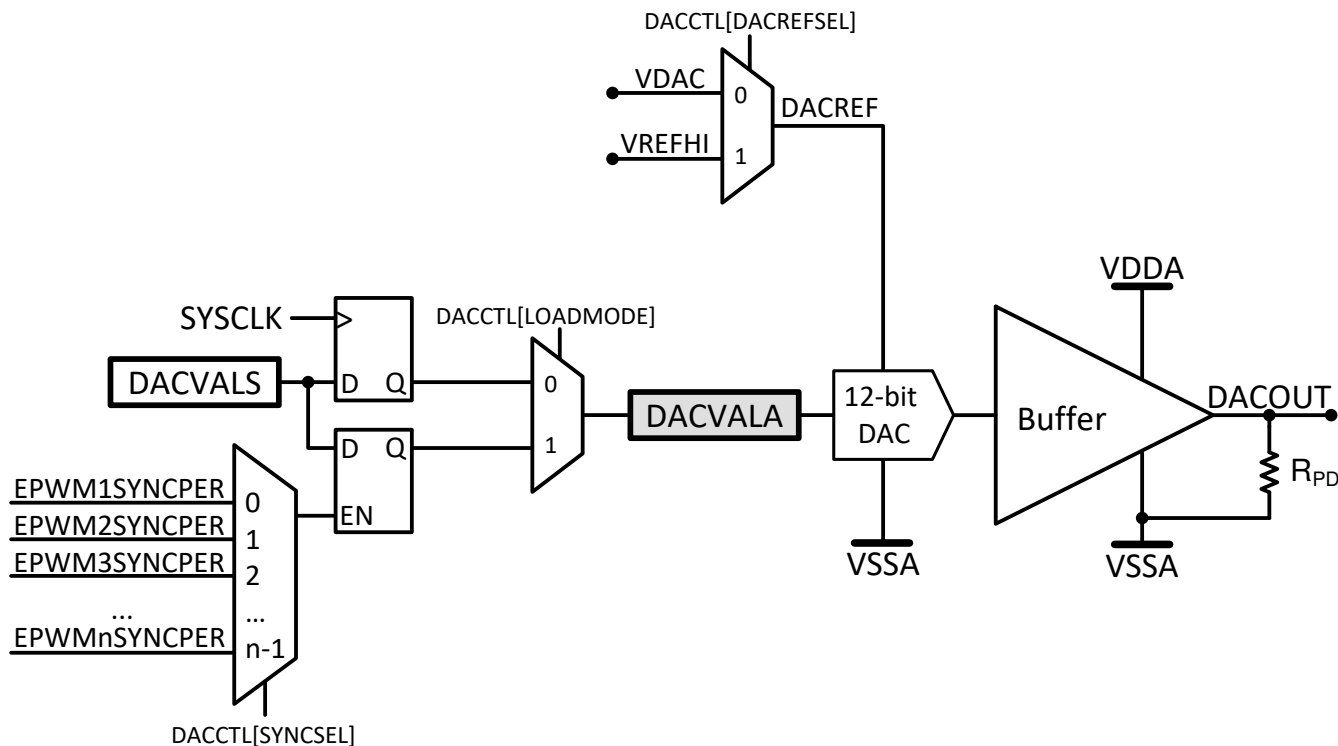 DACCTL[DACREFSEL]
VDAC
0
DACREF
VREFHI
1
VDDA
SYSCLK
DACCTL[LOADMODE]
DACVALS
D
Q
0
12-bit
DAC
DACOUT
Buffer
DACVALA
D
Q
1
RPD
EPWM1SYNCPER
0
EN
EPWM2SYNCPER
1
EPWM3SYNCPER
2
VSSA
VSSA
...
...
EPWMnSYNCPER
n-1
DACCTL[SYNCSEL]